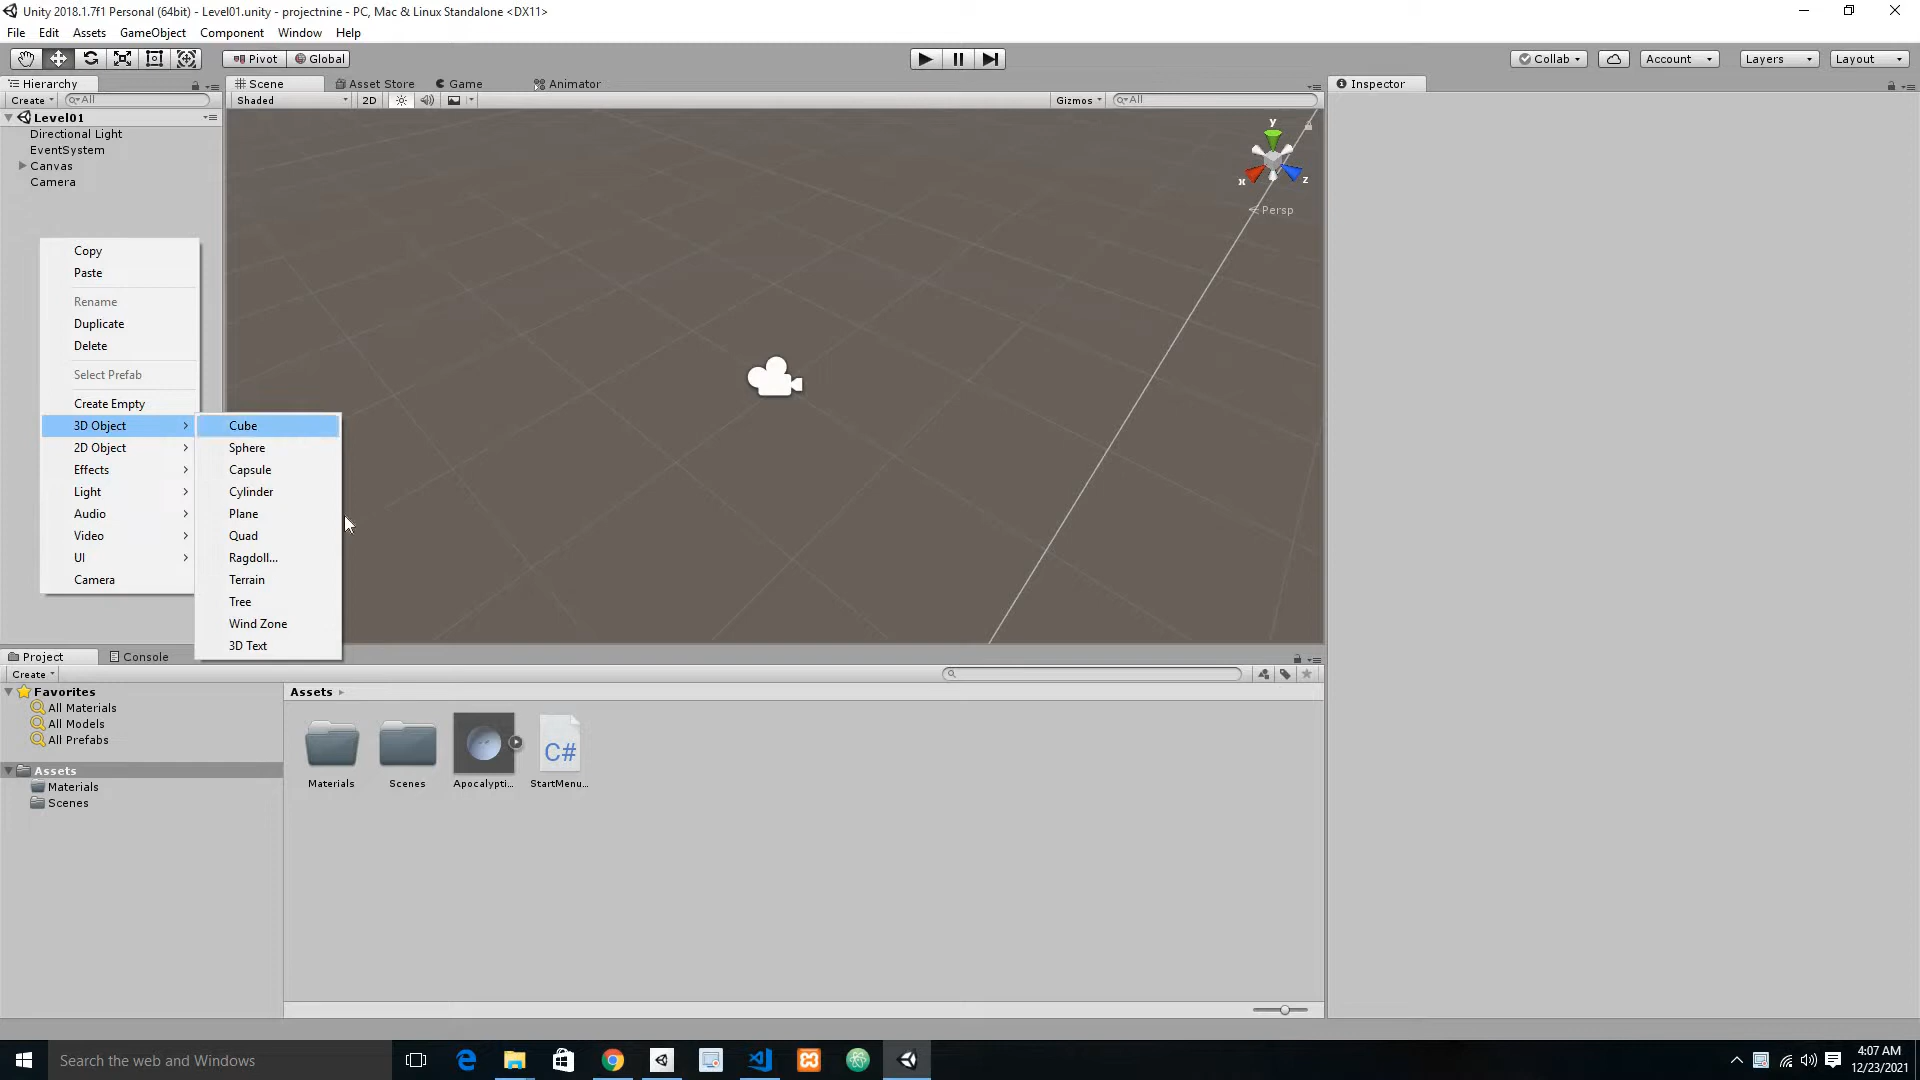 Unity 2018.1.7f1 Personal (64bit) - Level01.unity - projectnine - PC, Mac & Linux Standalone <DX11>
File Edit Assets GameObject Component Window Help
Pivot Global Collab Account Layers Layout
Hierarchy Scene Asset Store Game Animator Inspector
Create All Shaded 2D Gizmos All
Level01
Directional Light
EventSystem
Canvas
Camera
y
x z
Persp
Copy
Paste
Rename
Duplicate
Delete
Select Prefab
Create Empty
3D Object
2D Object
Effects
Light
Audio
Video
UI
Camera
Cube
Sphere
Capsule
Cylinder
Plane
Quad
Ragdoll...
Terrain
Tree
Wind Zone
3D Text
Project Console
Create
Favorites
All Materials
All Models
All Prefabs
Assets
Materials
Scenes
Assets
C#
Materials Scenes Apocalypti... StartMenu...
Search the web and Windows
4:07 AM
12/23/2021